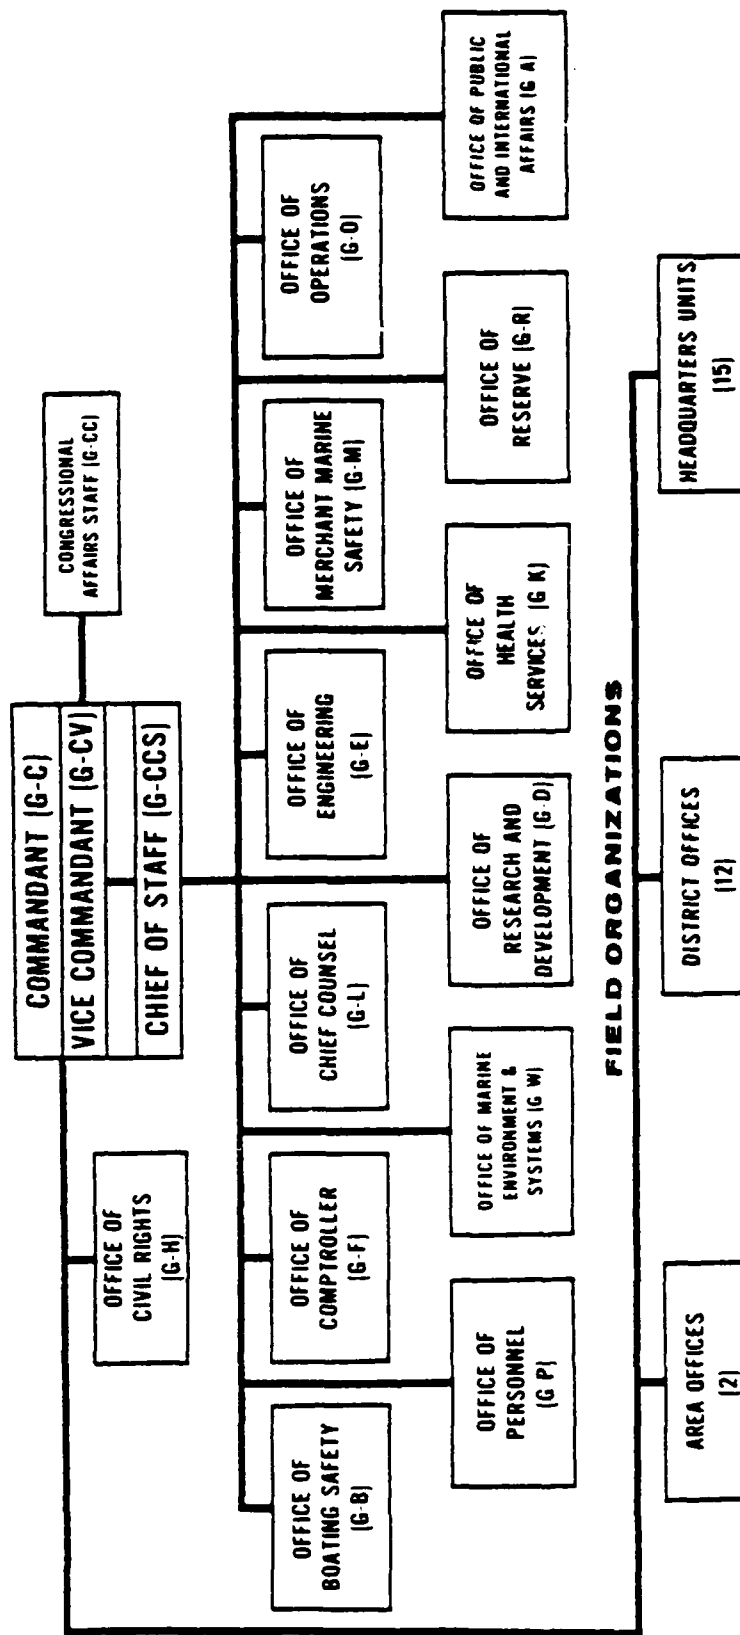 COMMANDANT (G-C)
VICE COMMANDANT (G-CV)
CHIEF OF STAFF (G-CCS)
CONGRESSIONAL
AFFAIRS STAFF (G-CC)
OFFICE OF
CIVIL RIGHTS
(G-H)
OFFICE OF
BOATING SAFETY
(G-B)
OFFICE OF
COMPTROLLER
(G-F)
OFFICE OF
CHIEF COUNSEL
(G-L)
OFFICE OF
ENGINEERING
(G-E)
OFFICE OF
MERCHANT MARINE
SAFETY (G-M)
OFFICE OF
OPERATIONS
(G-O)
OFFICE OF
PERSONNEL
(G P)
OFFICE OF MARINE
ENVIRONMENT &
SYSTEMS (G W)
OFFICE OF
RESEARCH AND
DEVELOPMENT (G-D)
OFFICE OF
HEALTH
SERVICES (G K)
OFFICE OF
RESERVE (G-R)
OFFICE OF PUBLIC
AND INTERNATIONAL
AFFAIRS (G A)
FIELD ORGANIZATIONS
AREA OFFICES
(2)
DISTRICT OFFICES
(12)
HEADQUARTERS UNITS
(15)